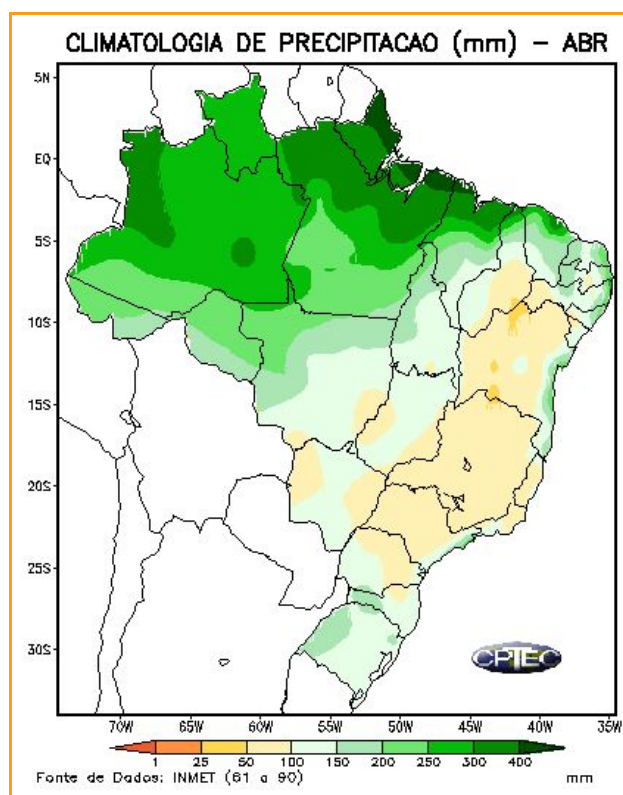 CLIMATOLOGIA DE PRECIPITACAO (mm) – ABR
5N
EQ
5S
10S
15S
20S
25S
30S
70W 65W 60W 55W 50W 45W 40W 35W
CPTEC
1 25 50 100 150 200 250 300 400
Fonte de Dados: INMET (61 a 90) mm